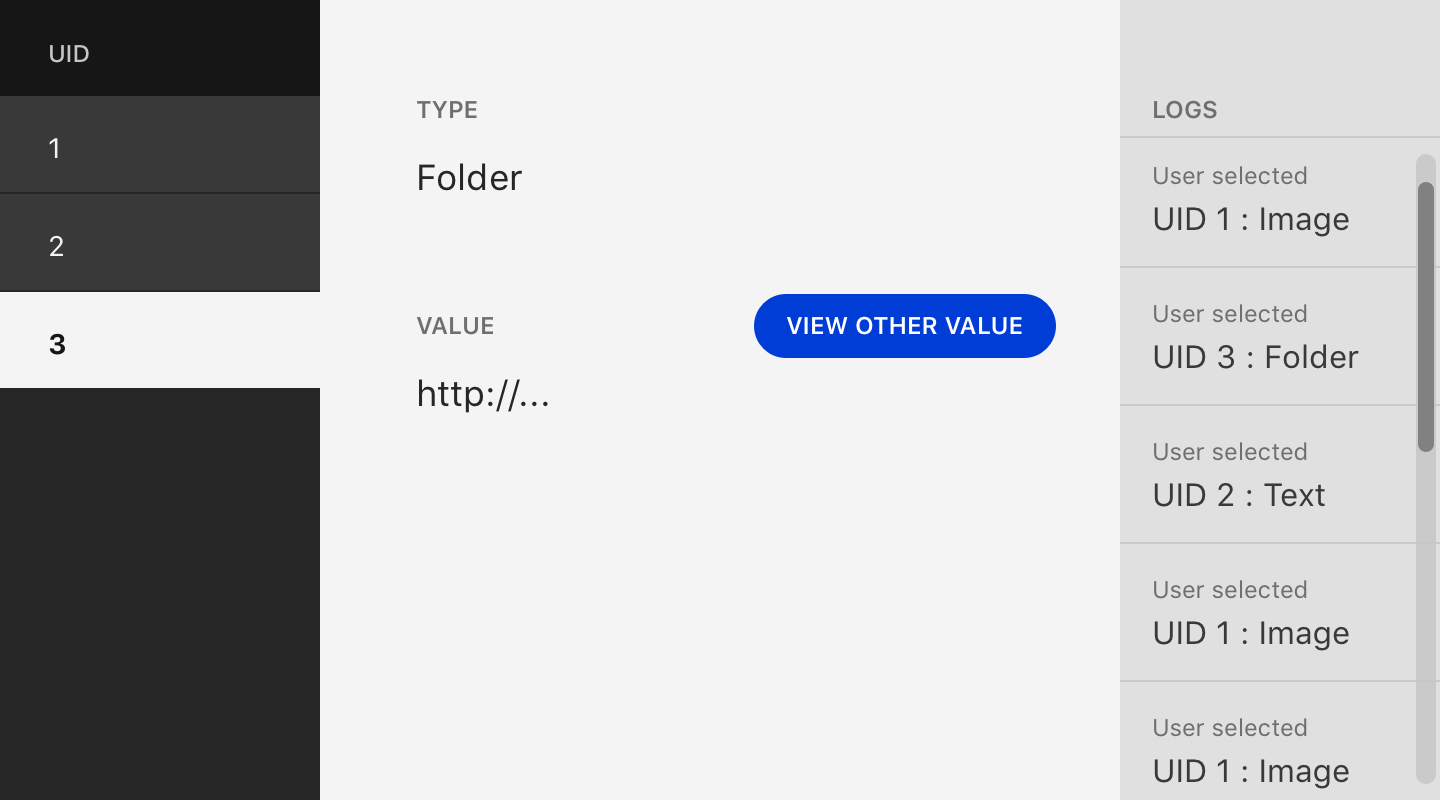 UID
1
2
3
TYPE
Folder
VALUE
VIEW OTHER VALUE
http://...
LOGS
User selected
UID 1 : Image
User selected
UID 3 : Folder
User selected
UID 2 : Text
User selected
UID 1 : Image
User selected
UID 1 : Image